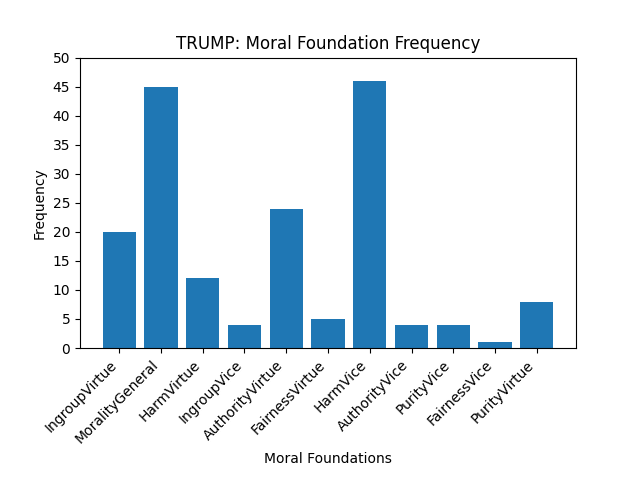 TRUMP: Moral Foundation Frequency
50
45
40
35
30
25
20
15
10
5
0
Frequency
IngroupVirtue
MoralityGeneral
HarmVirtue
IngroupVice
AuthorityVirtue
FairnessVirtue
HarmVice
AuthorityVice
PurityVice
FairnessVice
PurityVirtue
Moral Foundations